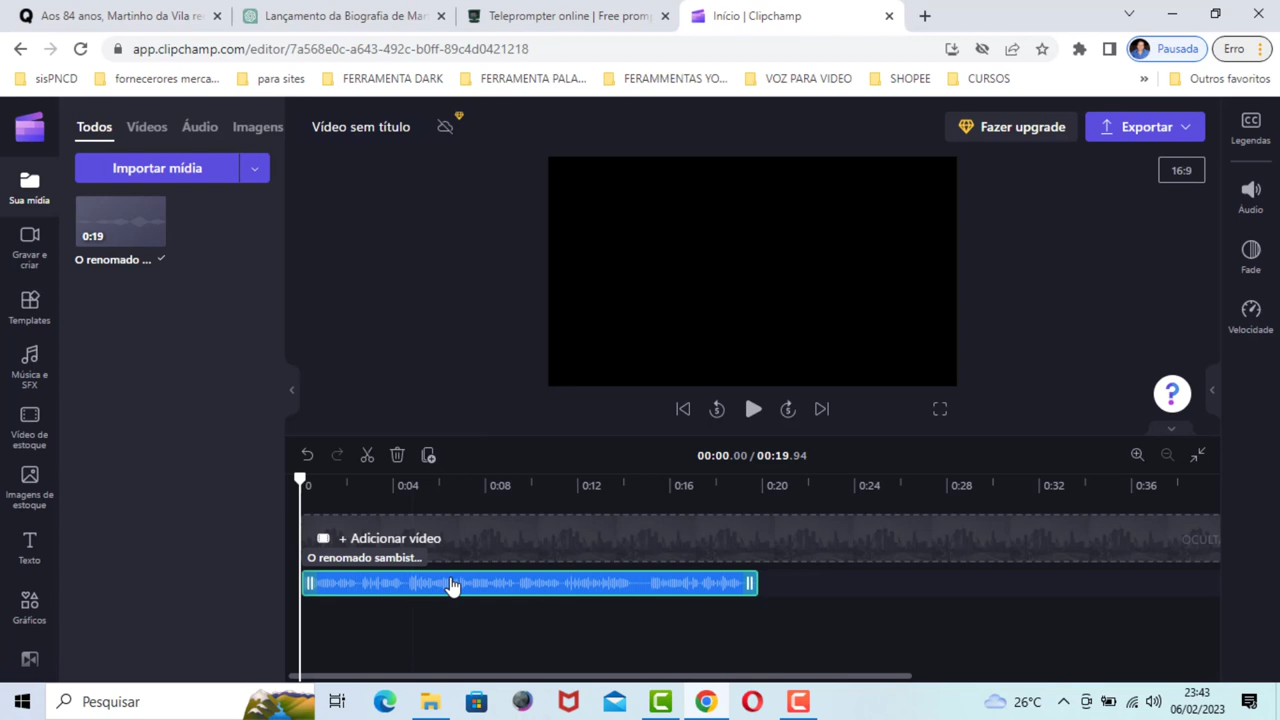 Aos 84 anos, Martinho da Vila re
Lançamento da Biografia de Mar
Teleprompter online | Free promp
Início | Clipchamp
app.clipchamp.com/editor/7a568e0c-a643-492c-b0ff-89c4d0421218
Pausada
Erro
sisPNCD
fornecerores merca...
para sites
FERRAMENTA DARK
FERRAMENTA PALA...
FERAMMENTAS YO...
VOZ PARA VIDEO
SHOPEE
CURSOS
»
Outros favoritos
Todos
Vídeos
Áudio
Imagens
Vídeo sem título
Fazer upgrade
Exportar
Legendas
Importar mídia
16:9
Sua mídia
0:19
O renomado ...
Áudio
Gravar e
criar
Fade
Templates
Velocidade
Música e
SFX
?
5
5
Vídeo de
estoque
00:00.00 / 00:19.94
0
0:04
0:08
0:12
0:16
0:20
0:24
0:28
0:32
0:36
Imagens de
estoque
+ Adicionar vídeo
OCULT
O renomado sambist...
Texto
Gráficos
Pesquisar
26°C
23:43
06/02/2023